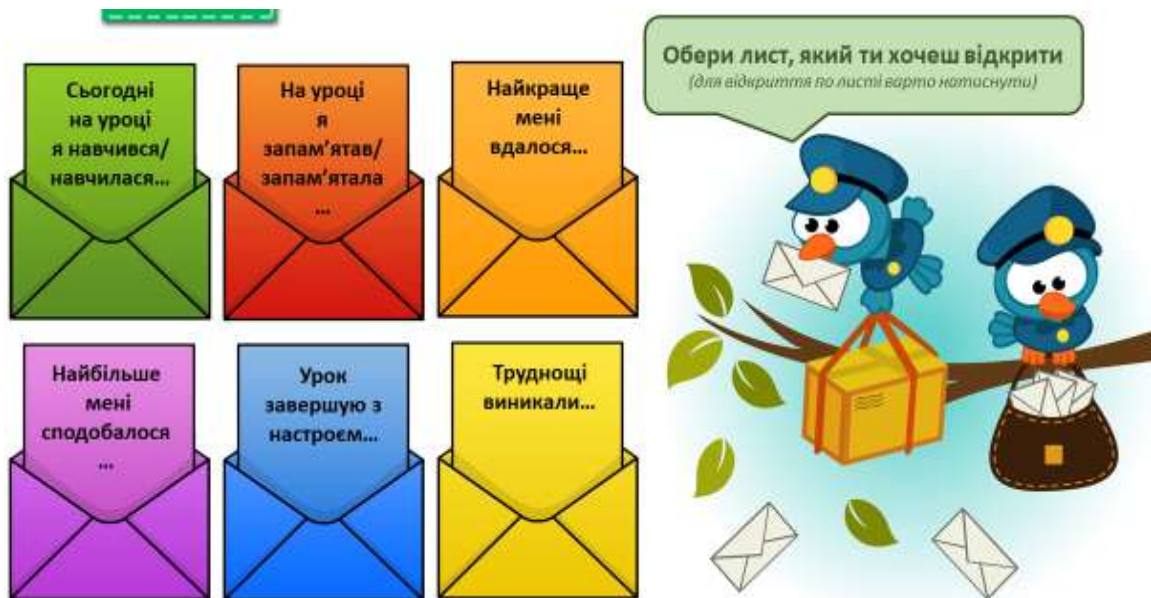 Сьогодні
на уроці
я навчився/
навчилася...
На уроці
я
запам'ятав/
запам'ятала
...
Найкраще
мені
вдалося...
Обери лист, який ти хочеш відкрити
(для відкриття по листі варто натиснути)
Найбільше
мені
сподобалося
...
Урок
завершую з
настроєм...
Труднощі
виникали...